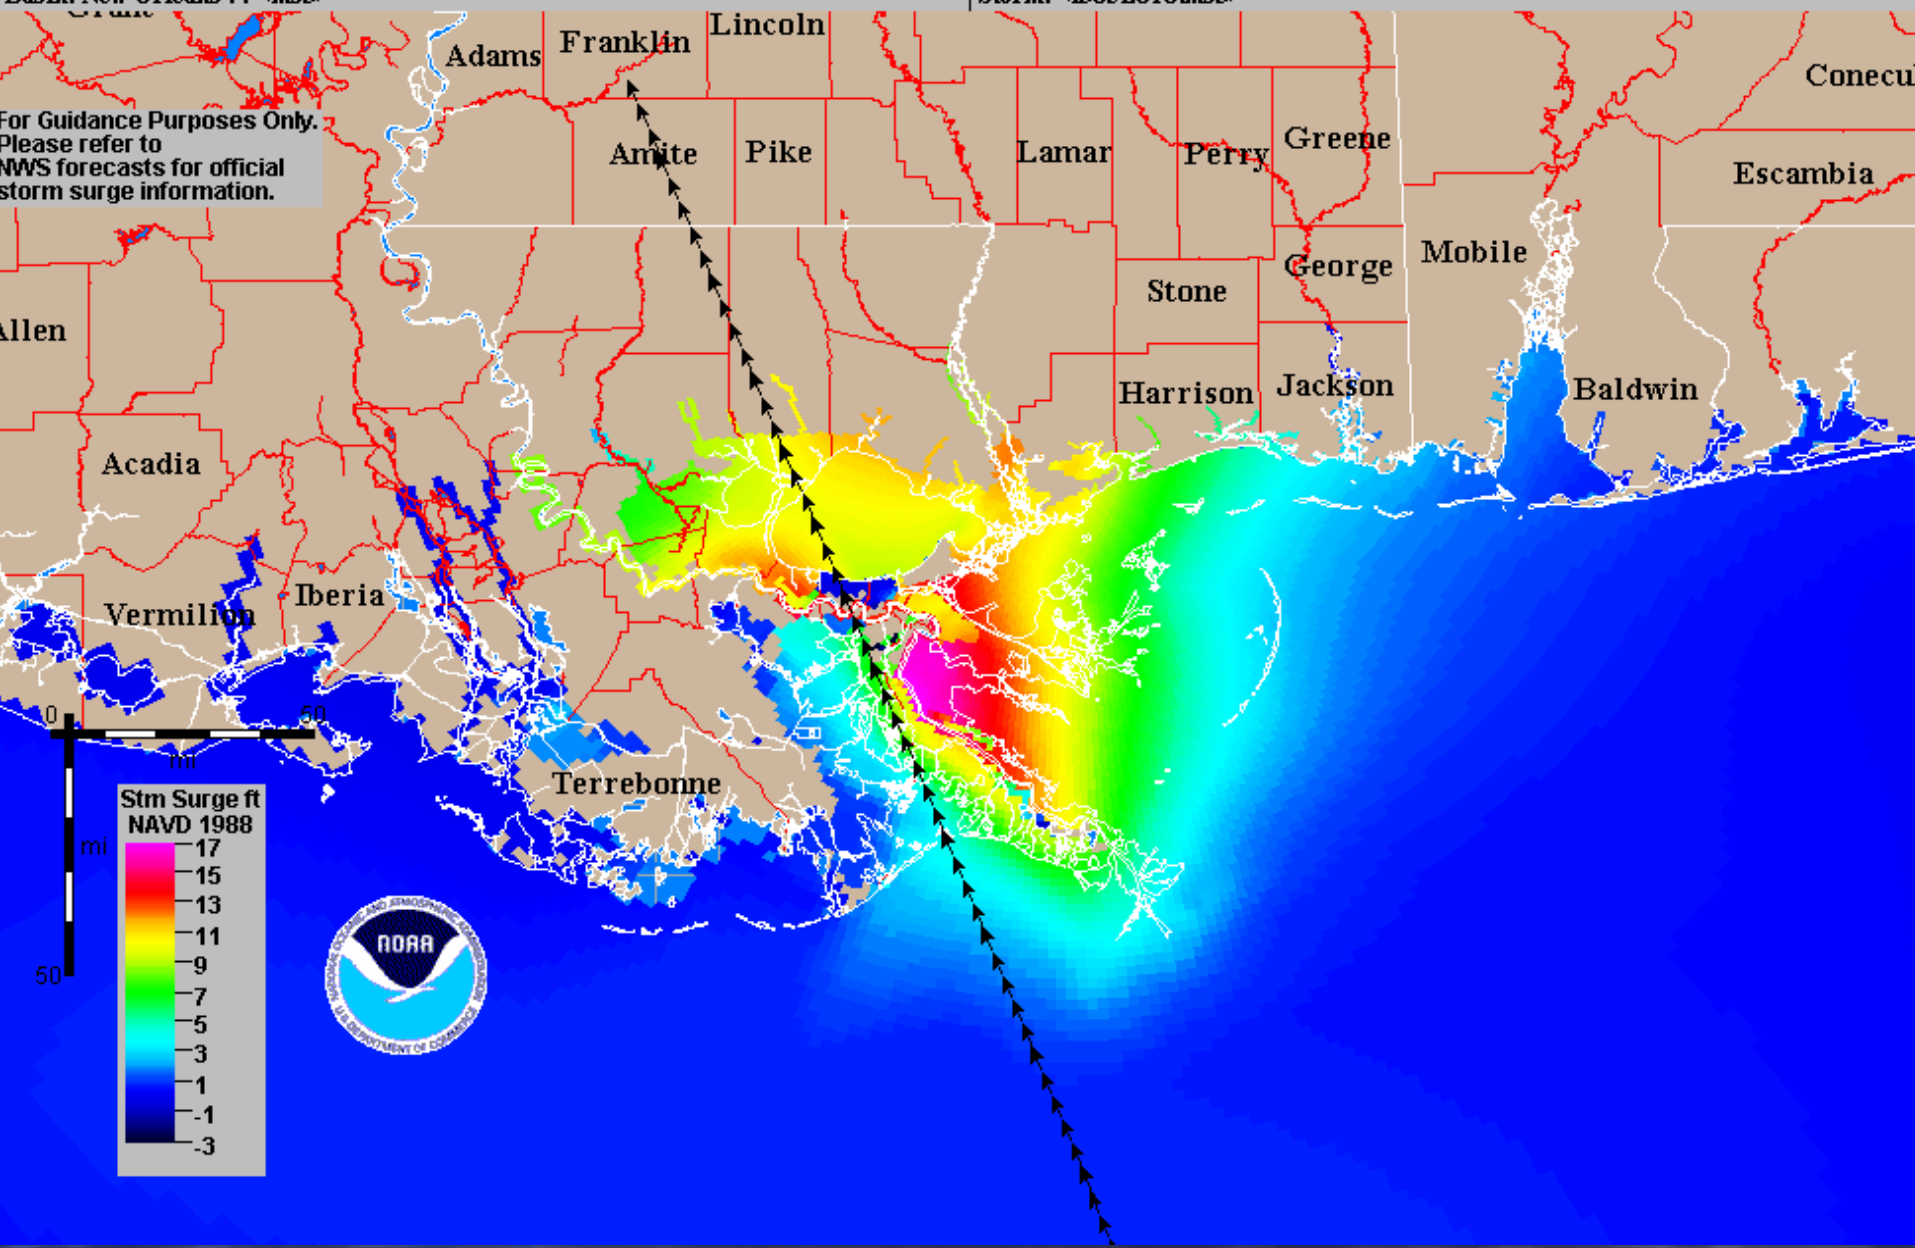 Lincoln
Franklin
Adams
Conecul
For Guidance Purposes Only.
Please refer to
NWS forecasts for official
storm surge information.
Amite
Pike
Lamar
Perry
Greene
Escambia
Mobile
George
Stone
Allen
Harrison
Jackson
Baldwin
Acadia
Vermilion
Iberia
0
50
mi
Terrebonne
Stm Surge ft
NAVD 1988
17
15
13
11
9
7
5
3
1
-1
-3
mi
50
NOAA